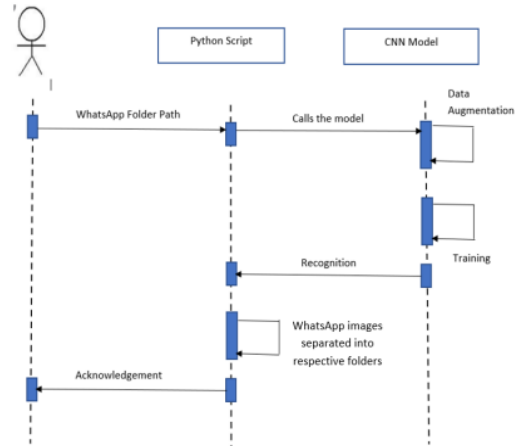 Python Script
CNN Model
Data
Augmentation
WhatsApp Folder Path
Calls the model
Training
Recognition
WhatsApp images
separated into
respective folders
Acknowledgement